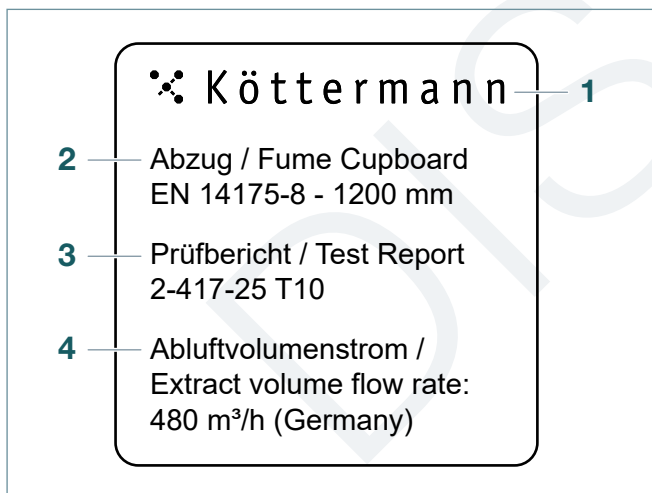 Köttermann 1
2 Abzug / Fume Cupboard
EN 14175-8 - 1200 mm
3 Prüfbericht / Test Report
2-417-25 T10
4 Abluftvolumenstrom /
Extract volume flow rate:
480 m³/h (Germany)
DIS